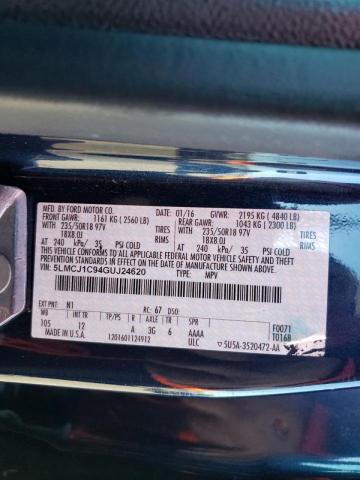 MFD. BY FORD MOTOR CO.
DATE: 01/16 GVWR: 2195 KG ( 4840 LB)
FRONT GAWR: 1161 KG ( 2560 LB) REAR GAWR: 1043 KG ( 2300 LB)
WITH WITH
235/50R18 97V TIRES 235/50R18 97V TIRES
18X8.0J RIMS 18X8.0J RIMS
AT 240 kPa/ 35 PSI COLD AT 240 kPa/ 35 PSI COLD
THIS VEHICLE CONFORMS TO ALL APPLICABLE FEDERAL MOTOR VEHICLE SAFETY AND THEFT PREVENTION STANDARDS IN EFFECT ON THE DATE OF MANUFACTURE SHOWN ABOVE.
VIN: 5LMCJ1C94GUJ24620
TYPE: MPV
EXT PNT: N1 RC: 67 DSO:
WB INT TR TP/PS R AXLE TR SPR F0071
105 12 A 3G 6 AAAA T0168
MADE IN U.S.A. 1201601124912 ULC 5U5A-3520472-AA